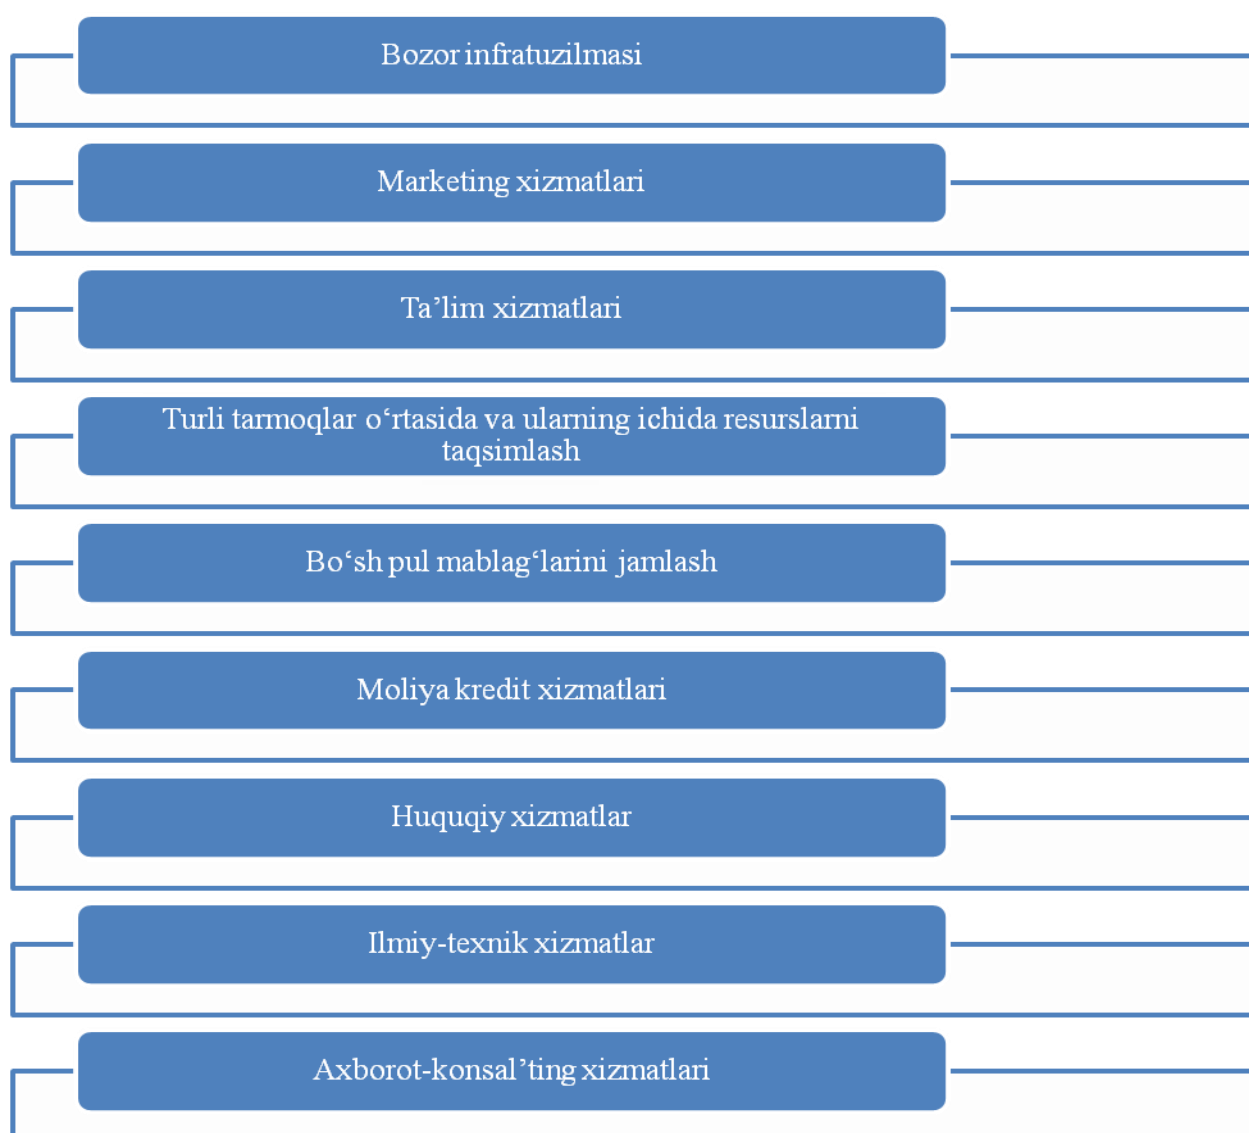 Bozor infratuzilmasi
Marketing xizmatlari
Ta’lim xizmatlari
Turli tarmoqlar o‘rtasida va ularning ichida resurslarni
taqsimlash
Bo‘sh pul mablag‘larini jamlash
Moliya kredit xizmatlari
Huquqiy xizmatlar
Ilmiy-texnik xizmatlar
Axborot-konsal’ting xizmatlari